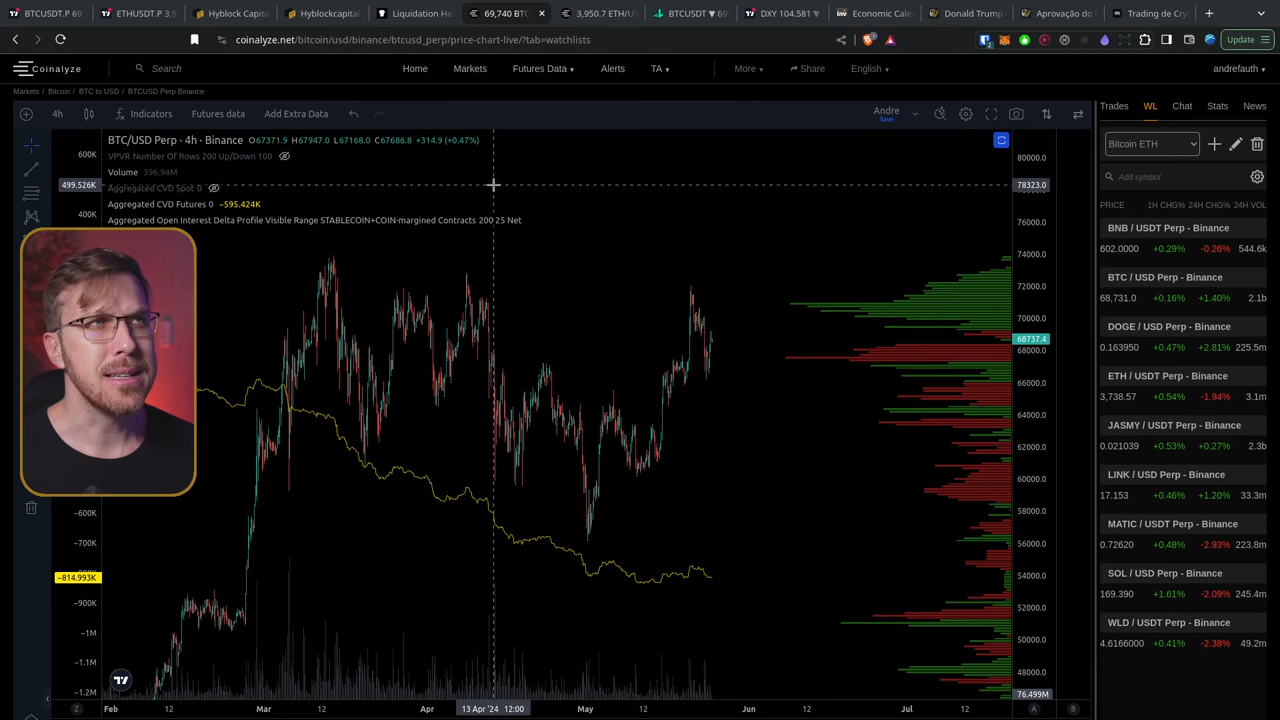 BTCUSDT.P 69,
ETHUSDT.P 3,9
Hyblock Capit
Hyblockcapital
Liquidation He
69,740 BTC
3,950.7 ETH/US
BTCUSDT ▼ 69
DXY 104.581 ▼
Economic Cale
Donald Trump
Aprovação do
Trading de Cry
coinalyze.net/bitcoin/usd/binance/btcusd_perp/price-chart-live/?tab=watchlists
Update
Coinalyze
Search
Home
Markets
Futures Data
Alerts
TA
More
Share
English
andrefauth
Markets / Bitcoin / BTC to USD / BTCUSD Perp Binance
4h
Indicators
Futures data
Add Extra Data
Andre
Save
BTC/USD Perp · 4h · Binance O67371.9 H67947.0 L67168.0 C67686.8 +314.9 (+0.47%)
VPVR Number Of Rows 200 Up/Down 100
Volume 396.94M
Aggregated CVD Spot 0
Aggregated CVD Futures 0 −595.424K
Aggregated Open Interest Delta Profile Visible Range STABLECOIN+COIN-margined Contracts 200 25 Net
600K
499.526K
400K
−600K
−700K
−814.993K
−900K
−1M
−1.1M
−1.2M
80000.0
78323.0
76000.0
74000.0
72000.0
70000.0
68737.4
68000.0
66000.0
64000.0
62000.0
60000.0
58000.0
56000.0
54000.0
52000.0
50000.0
48000.0
76.499M
Z
Feb
12
Mar
12
Apr
13 Apr '24 12:00
May
12
Jun
12
Jul
12
A
B
Trades
WL
Chat
Stats
News
Bitcoin ETH
Add symbol
PRICE 1H CHG% 24H CHG% 24H VOL
BNB / USDT Perp - Binance
602.0000 +0.29% -0.26% 544.6k
BTC / USDT Perp - Binance
68,731.0 +0.16% +1.40% 2.1b
DOGE / USD Perp - Binance
0.163950 +0.47% +2.81% 225.5m
ETH / USDT Perp - Binance
3,738.57 +0.54% -1.94% 3.1m
JASMY / USDT Perp - Binance
0.021039 +0.53% +0.27% 2.3b
LINK / USD Perp - Binance
17.153 +0.46% +1.20% 33.3m
MATIC / USDT Perp - Binance
0.72620 +0.48% -2.93% 223.8m
SOL / USD Perp - Binance
169.390 +1.01% -2.09% 245.4m
WLD / USDT Perp - Binance
4.6166000 +0.41% -2.38% 49.2m